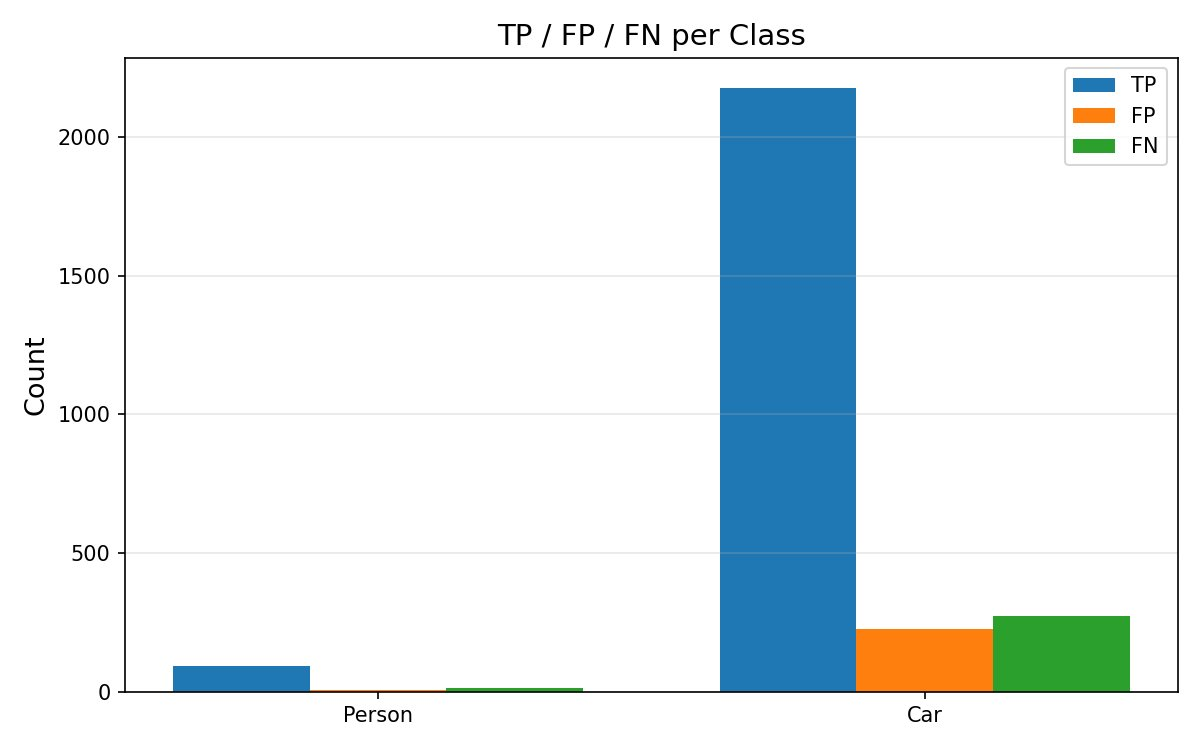 TP / FP / FN per Class
TP
FP
FN
2000
1500
1000
500
0
Count
Person
Car